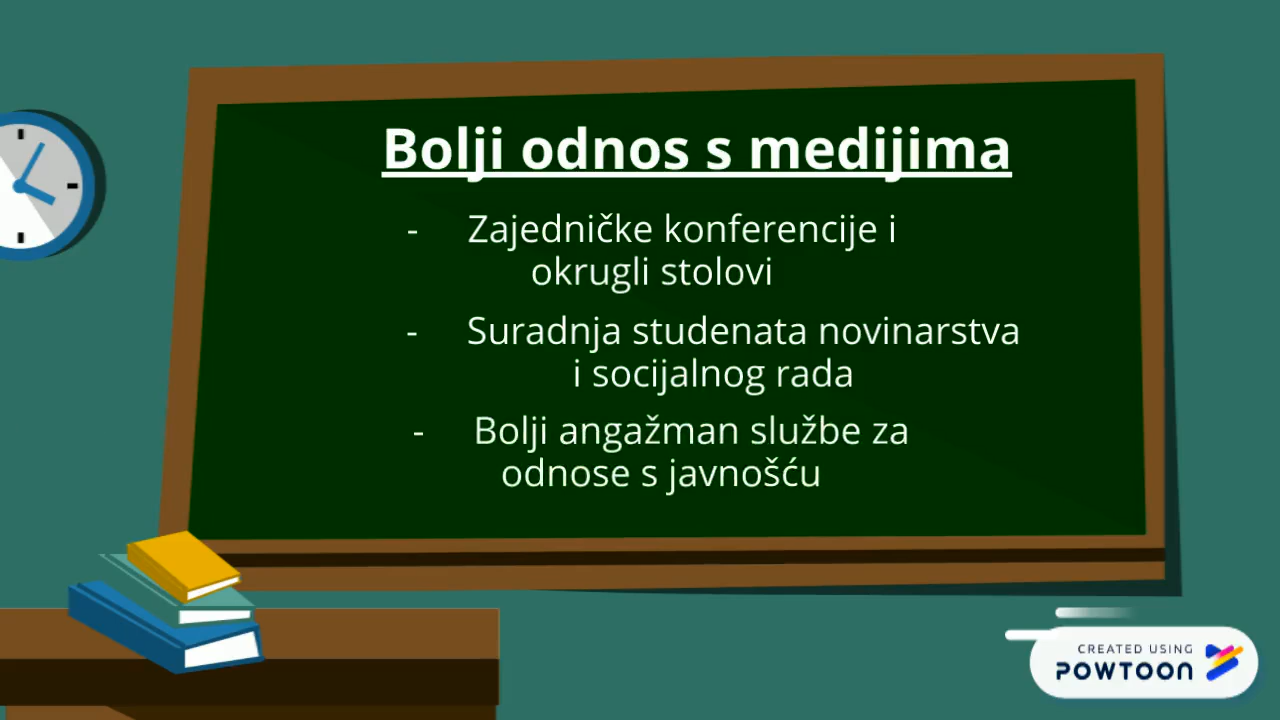 Bolji odnos s medijima
- Zajedničke konferencije i
okrugli stolovi
- Suradnja studenata novinarstva
i socijalnog rada
- Bolji angažman službe za
odnose s javnošću
CREATED USING
POWTOON